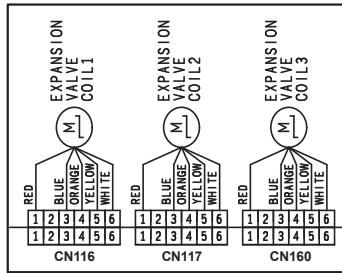 EXPANSION VALVE COIL1
EXPANSION VALVE COIL2
EXPANSION VALVE COIL3
M
M
M
RED
BLUE
ORANGE
YELLOW
WHITE
RED
BLUE
ORANGE
YELLOW
WHITE
RED
BLUE
ORANGE
YELLOW
WHITE
1 2 3 4 5 6
1 2 3 4 5 6
1 2 3 4 5 6
1 2 3 4 5 6
1 2 3 4 5 6
1 2 3 4 5 6
CN116
CN117
CN160